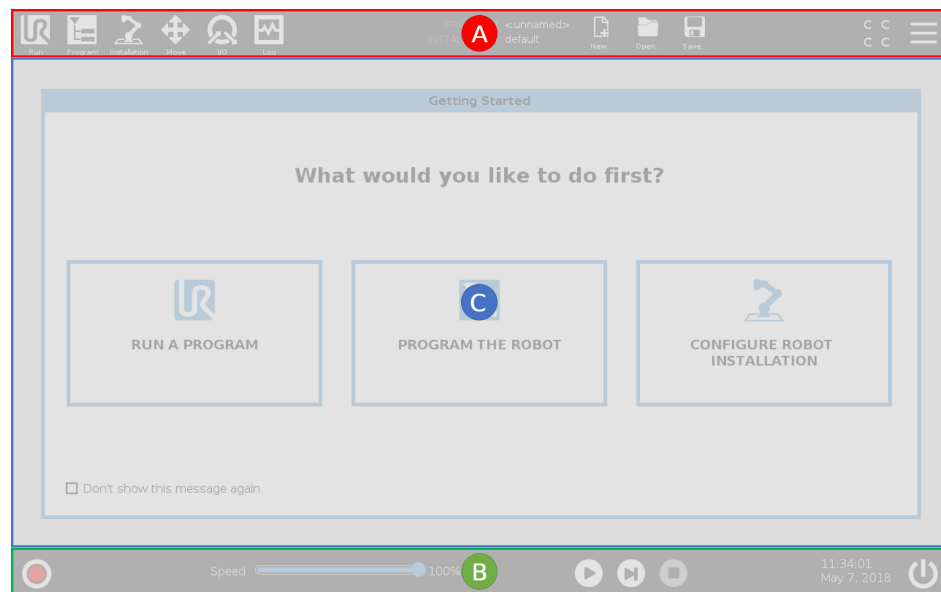 Run Program Installation Move I/O Log
<unnamed>
default
New... Open... Save...
C C
C C
A
Getting Started
What would you like to do first?
C
RUN A PROGRAM
PROGRAM THE ROBOT
CONFIGURE ROBOT
INSTALLATION
Don't show this message again
Speed 100%
B
11:34:01
May 7, 2018